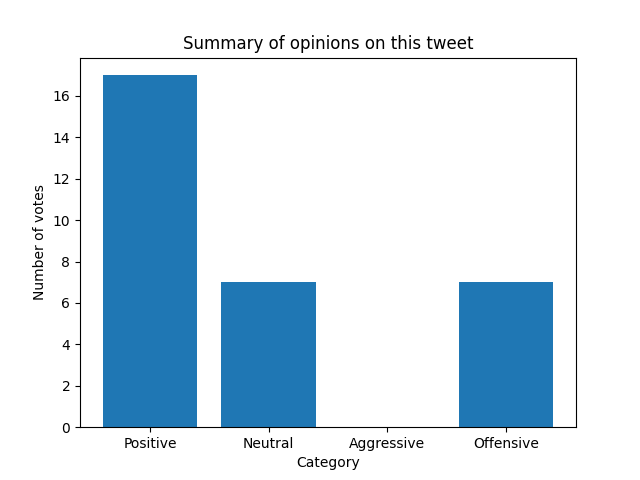 Summary of opinions on this tweet
Number of votes
16
14
12
10
8
6
4
2
0
Positive Neutral Aggressive Offensive
Category